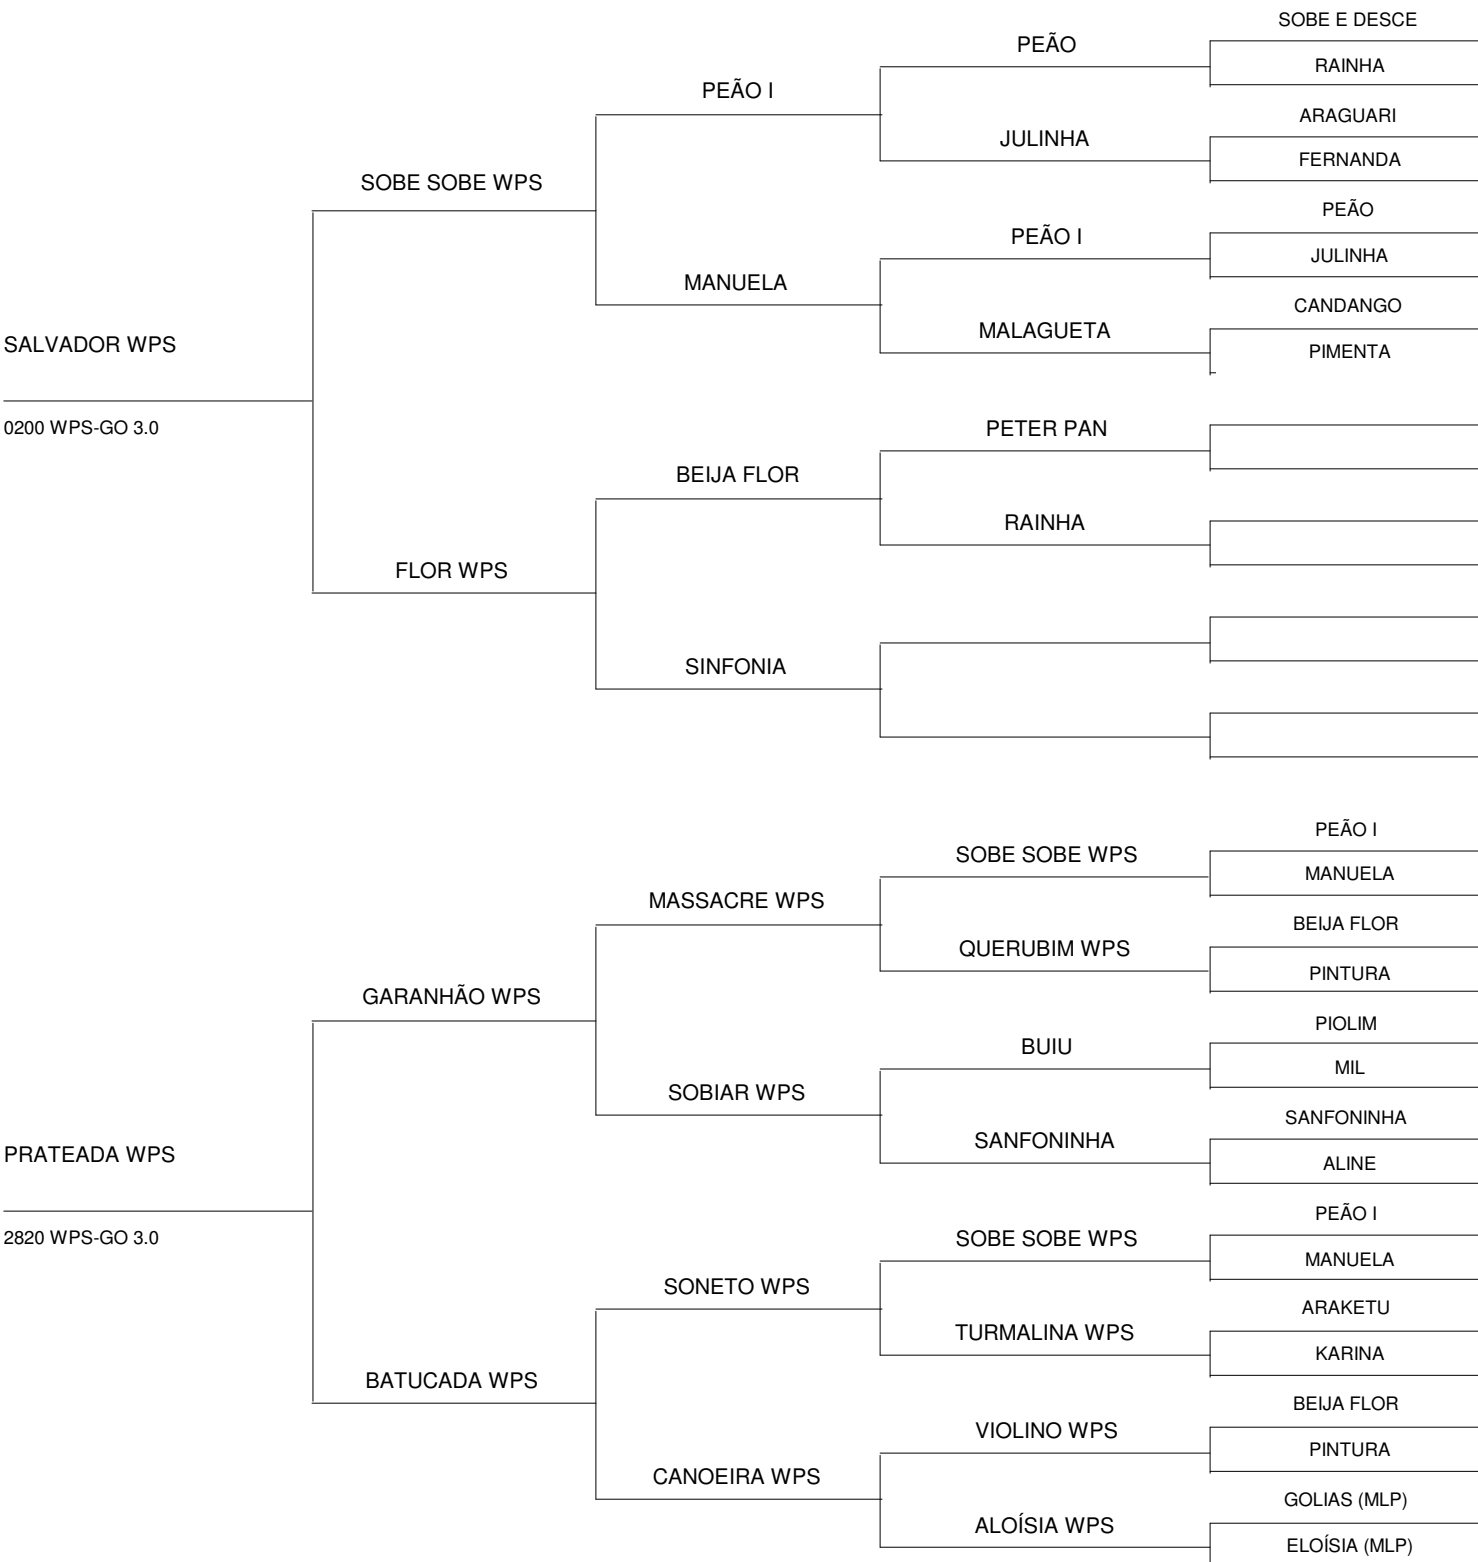 SOBE E DESCE
PEÃO
RAINHA
PEÃO I
ARAGUARI
JULINHA
FERNANDA
SOBE SOBE WPS
PEÃO
PEÃO I
JULINHA
MANUELA
CANDANGO
MALAGUETA
PIMENTA
SALVADOR WPS
0200 WPS-GO 3.0
PETER PAN
BEIJA FLOR
RAINHA
FLOR WPS
SINFONIA
PEÃO I
SOBE SOBE WPS
MANUELA
MASSACRE WPS
BEIJA FLOR
QUERUBIM WPS
PINTURA
GARANHÃO WPS
PIOLIM
BUIU
MIL
SOBIAR WPS
SANFONINHA
SANFONINHA
ALINE
PRATEADA WPS
2820 WPS-GO 3.0
PEÃO I
SOBE SOBE WPS
MANUELA
SONETO WPS
ARAKETU
TURMALINA WPS
KARINA
BATUCADA WPS
BEIJA FLOR
VIOLINO WPS
PINTURA
CANOEIRA WPS
GOLIAS (MLP)
ALOÍSIA WPS
ELOÍSIA (MLP)